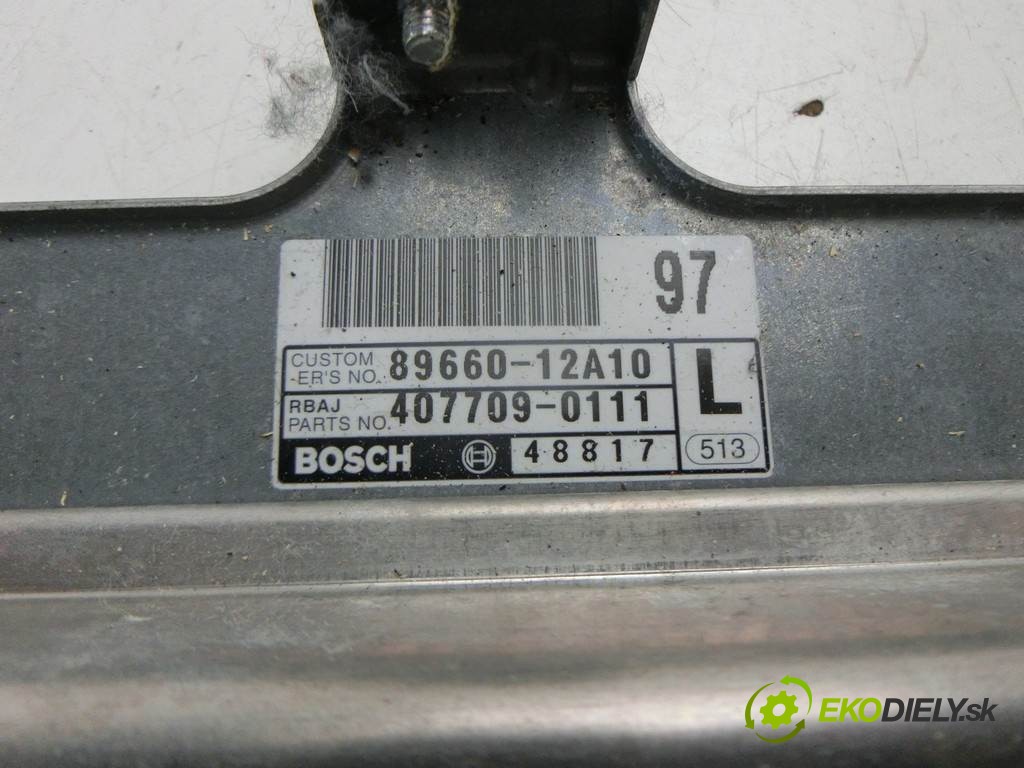 97
CUSTOM
-ER'S NO. 89660-12A10
L
RBAJ
PARTS NO. 407709-0111
BOSCH 48817
513
EKODIELY.sk